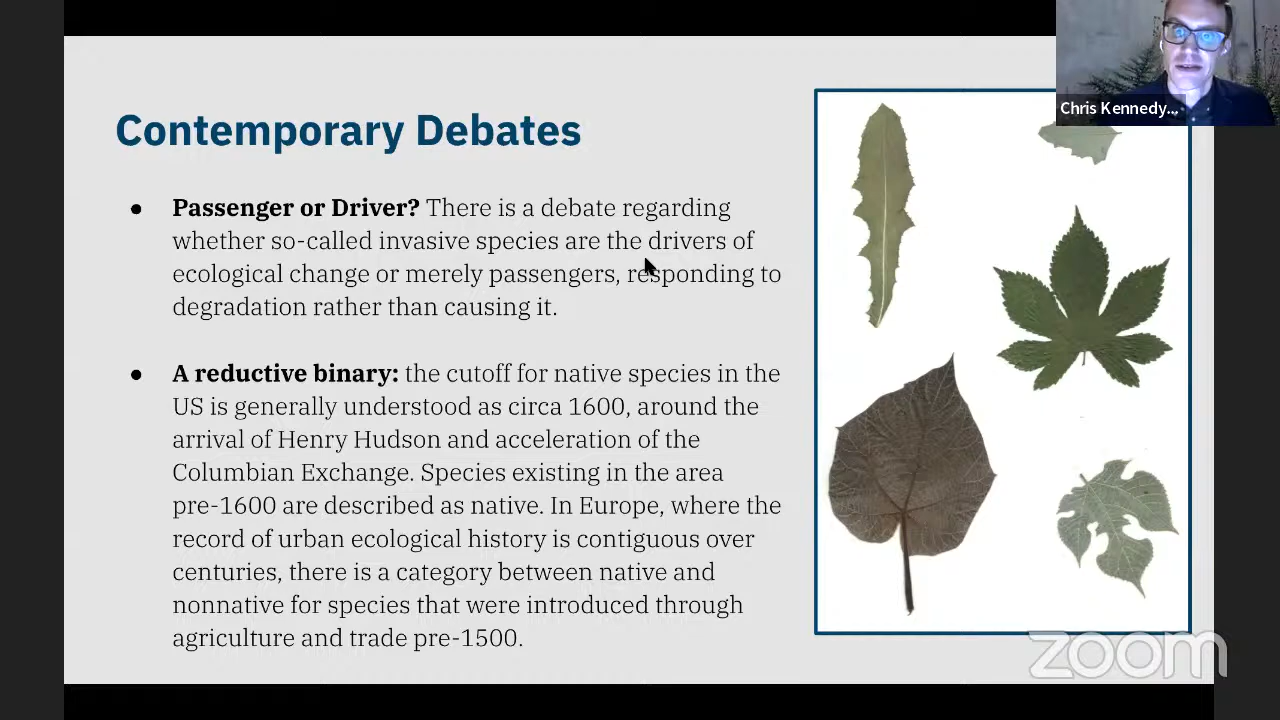 Contemporary Debates
● Passenger or Driver? There is a debate regarding
whether so-called invasive species are the drivers of
ecological change or merely passengers, responding to
degradation rather than causing it.
● A reductive binary: the cutoff for native species in the
US is generally understood as circa 1600, around the
arrival of Henry Hudson and acceleration of the
Columbian Exchange. Species existing in the area
pre-1600 are described as native. In Europe, where the
record of urban ecological history is contiguous over
centuries, there is a category between native and
nonnative for species that were introduced through
agriculture and trade pre-1500.
Chris Kennedy...
zoom